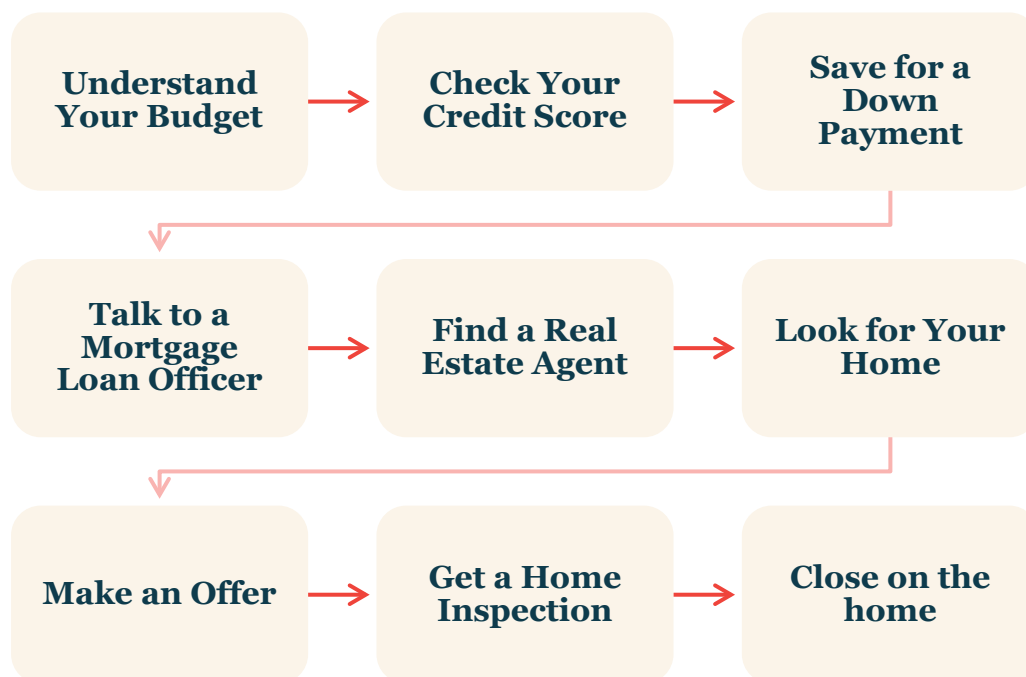 Understand
Your Budget
Check Your
Credit Score
Save for a
Down
Payment
Talk to a
Mortgage
Loan Officer
Find a Real
Estate Agent
Look for Your
Home
Make an Offer
Get a Home
Inspection
Close on the
home